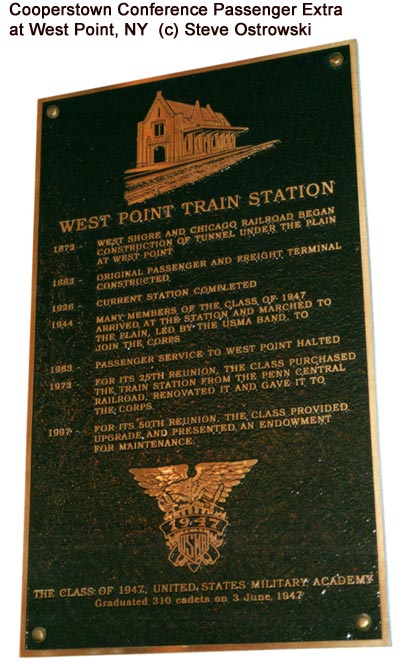 Cooperstown Conference Passenger Extra
at West Point, NY (c) Steve Ostrowski
WEST POINT TRAIN STATION
1872 - WEST SHORE AND CHICAGO RAILROAD BEGAN
CONSTRUCTION OF TUNNEL UNDER THE PLAIN
AT WEST POINT
1883 - ORIGINAL PASSENGER AND FREIGHT TERMINAL
CONSTRUCTED
1926 - CURRENT STATION COMPLETED
1944 - MANY MEMBERS OF THE CLASS OF 1947
ARRIVED AT THE STATION AND MARCHED TO
THE PLAIN, LED BY THE USMA BAND, TO
JOIN THE CORPS
1963 - PASSENGER SERVICE TO WEST POINT HALTED
1972 - FOR ITS 25TH REUNION, THE CLASS PURCHASED
THE TRAIN STATION FROM THE PENN CENTRAL
RAILROAD, RENOVATED IT AND GAVE IT TO
THE CORPS
1997 - FOR ITS 50TH REUNION, THE CLASS PROVIDED
UPGRADE AND PRESENTED AN ENDOWMENT
FOR MAINTENANCE.
1947
USMA
THE CLASS OF 1947, UNITED STATES MILITARY ACADEMY
Graduated 310 cadets on 3 June, 1947